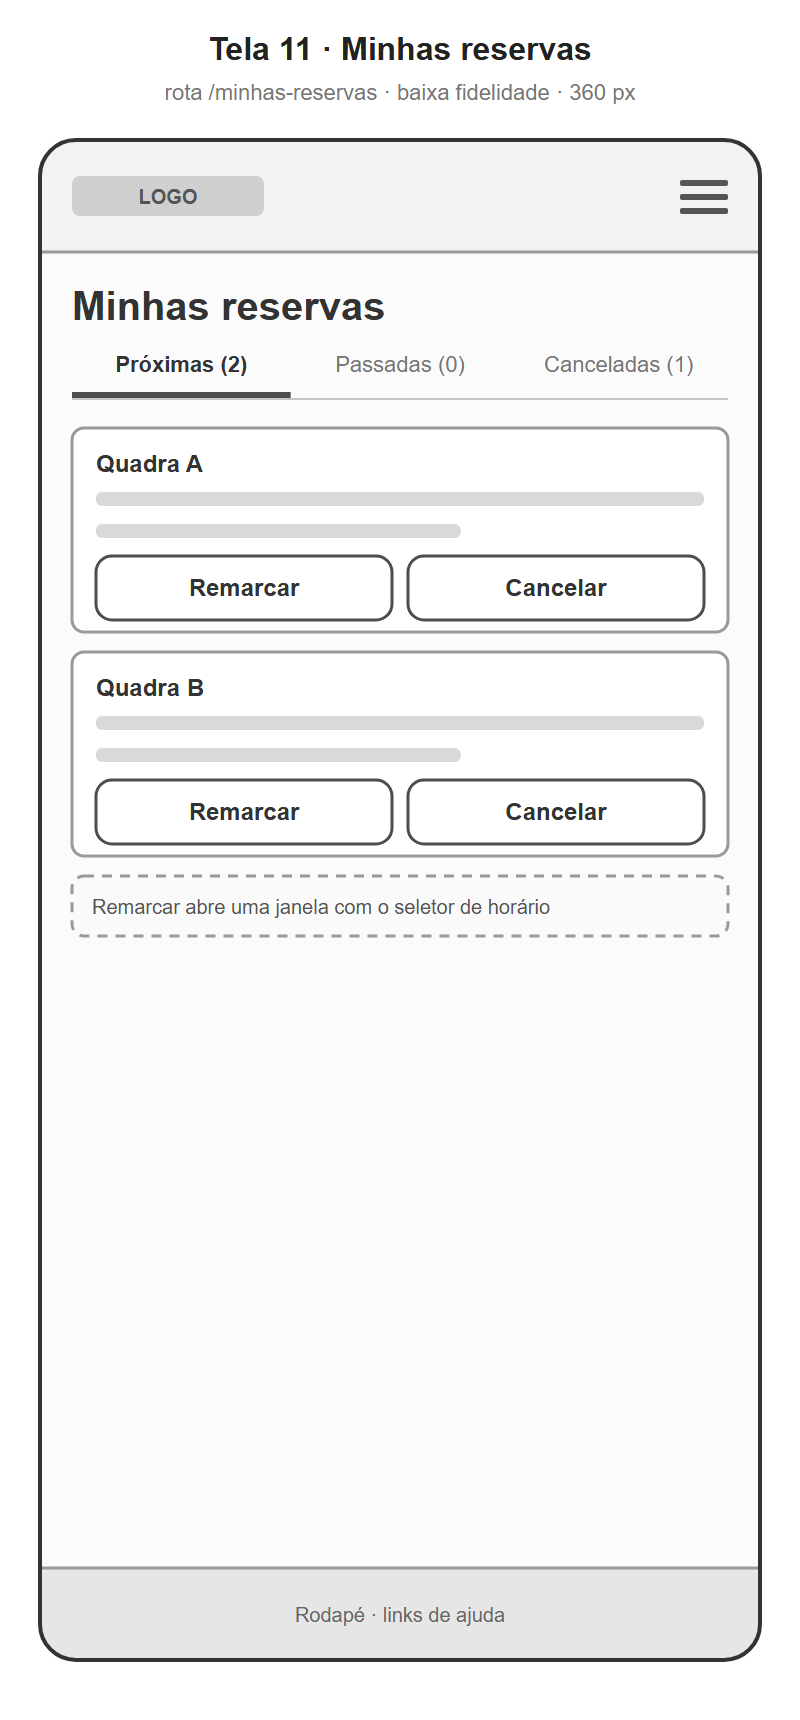 Tela 11 · Minhas reservas
rota /minhas-reservas · baixa fidelidade · 360 px
LOGO
Minhas reservas
Próximas (2) Passadas (0) Canceladas (1)
Quadra A
Remarcar Cancelar
Quadra B
Remarcar Cancelar
Remarcar abre uma janela com o seletor de horário
Rodapé · links de ajuda